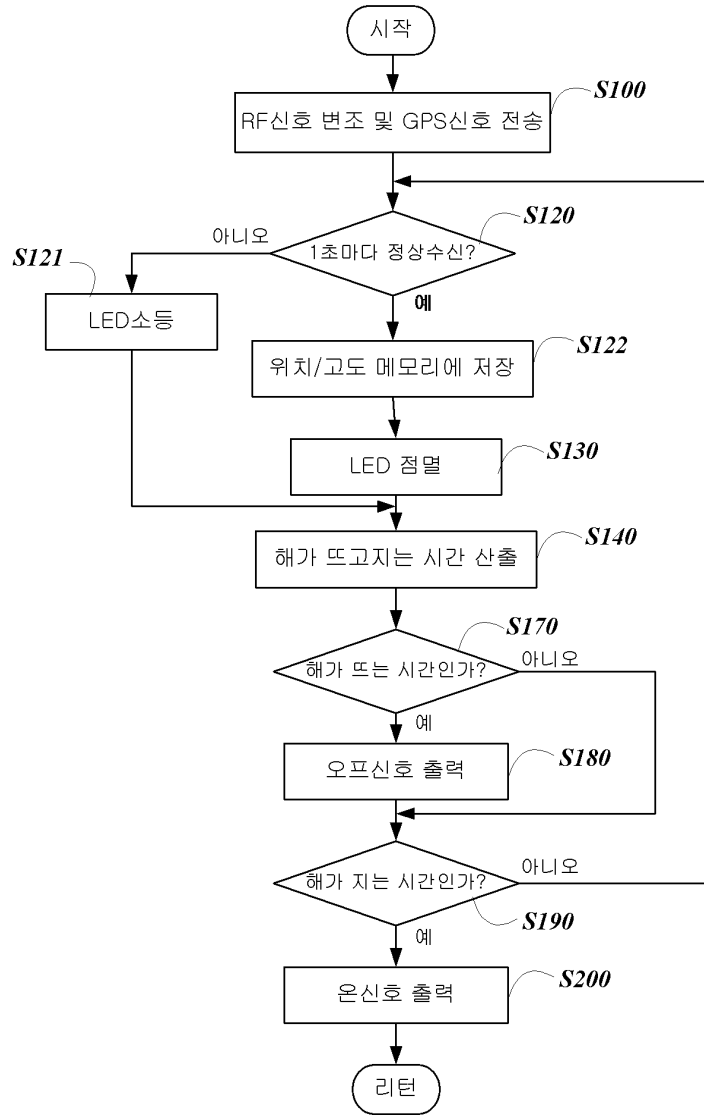 시작
S100
RF신호 변조 및 GPS신호 전송
S120
아니오
1초마다 정상수신?
S121
예
LED소등
S122
위치/고도 메모리에 저장
S130
LED 점멸
S140
해가 뜨고지는 시간 산출
S170
아니오
해가 뜨는 시간인가?
예
S180
오프신호 출력
아니오
해가 지는 시간인가?
S190
예
S200
온신호 출력
리턴